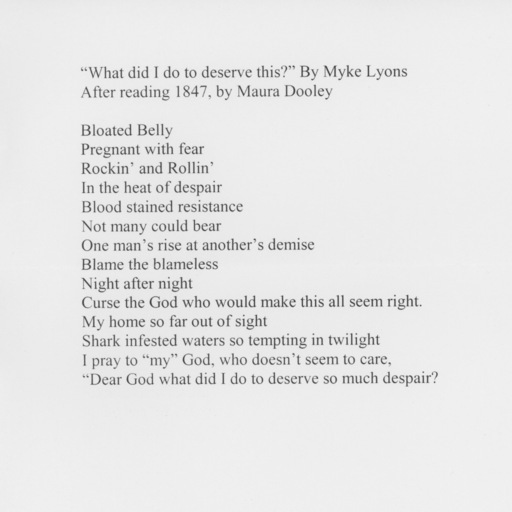 “What did I do to deserve this?” By Myke Lyons
After reading 1847, by Maura Dooley
Bloated Belly
Pregnant with fear
Rockin’ and Rollin’
In the heat of despair
Blood stained resistance
Not many could bear
One man’s rise at another’s demise
Blame the blameless
Night after night
Curse the God who would make this all seem right.
My home so far out of sight
Shark infested waters so tempting in twilight
I pray to “my” God, who doesn’t seem to care,
“Dear God what did I do to deserve so much despair?